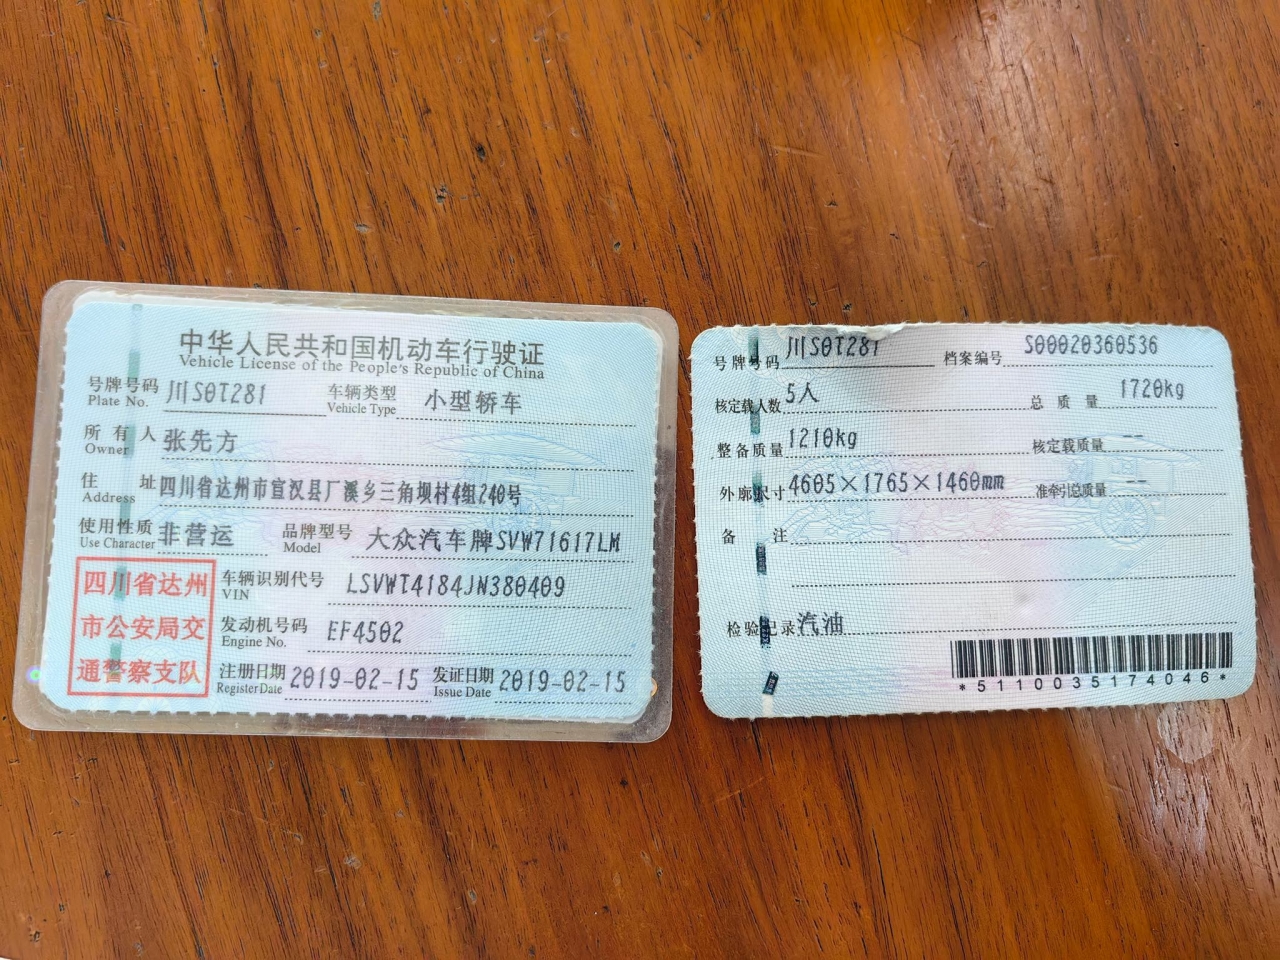 中华人民共和国机动车行驶证
Vehicle License of the People's Republic of China
号牌号码 川S0T281 车辆类型 小型轿车
Plate No. Vehicle Type
所有人 张先方
Owner
住址 四川省达州市宣汉县厂溪乡三角坝村4组240号
Address
使用性质 非营运 品牌型号 大众汽车牌SVW71617LM
Use Character Model
四川省达州
市公安局交
通警察支队
车辆识别代号 LSVWT4184JN380409
VIN
发动机号码 EF4502
Engine No.
注册日期 2019-02-15 发证日期 2019-02-15
Register Date Issue Date
号牌号码 川S0T281 档案编号 S00020360536
核定载人数 5人 总质量 1720kg
整备质量 1210kg 核定载质量 --
外廓尺寸 4605×1765×1460mm 准牵引总质量 --
备注
检验记录 汽油
*5110035174046*